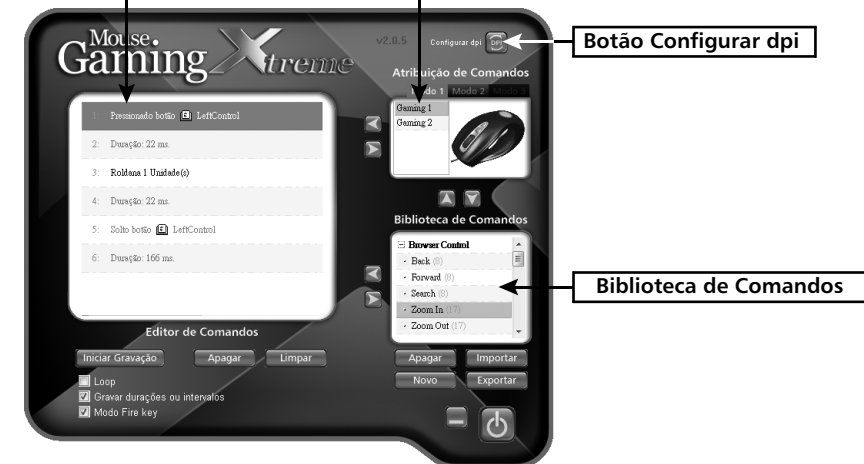 Mouse
Gaming Xtreme
v2.0.5
Configurar dpi
DPI
Botão Configurar dpi
Atribuição de Comandos
Modo 1 Modo 2 Modo 3
Gaming 1
Gaming 2
1: Pressionado botão E LeftControl
2: Duração: 22 ms.
3: Roldana 1 Unidade(s)
4: Duração: 22 ms.
5: Solto botão E LeftControl
6: Duração: 166 ms.
Editor de Comandos
Iniciar Gravação Apagar Limpar
Loop
Gravar durações ou intervalos
Modo Fire key
Biblioteca de Comandos
Browser Control
Back (8)
Forward (8)
Search (8)
Zoom In (17)
Zoom Out (17)
Biblioteca de Comandos
Apagar Importar
Novo Exportar